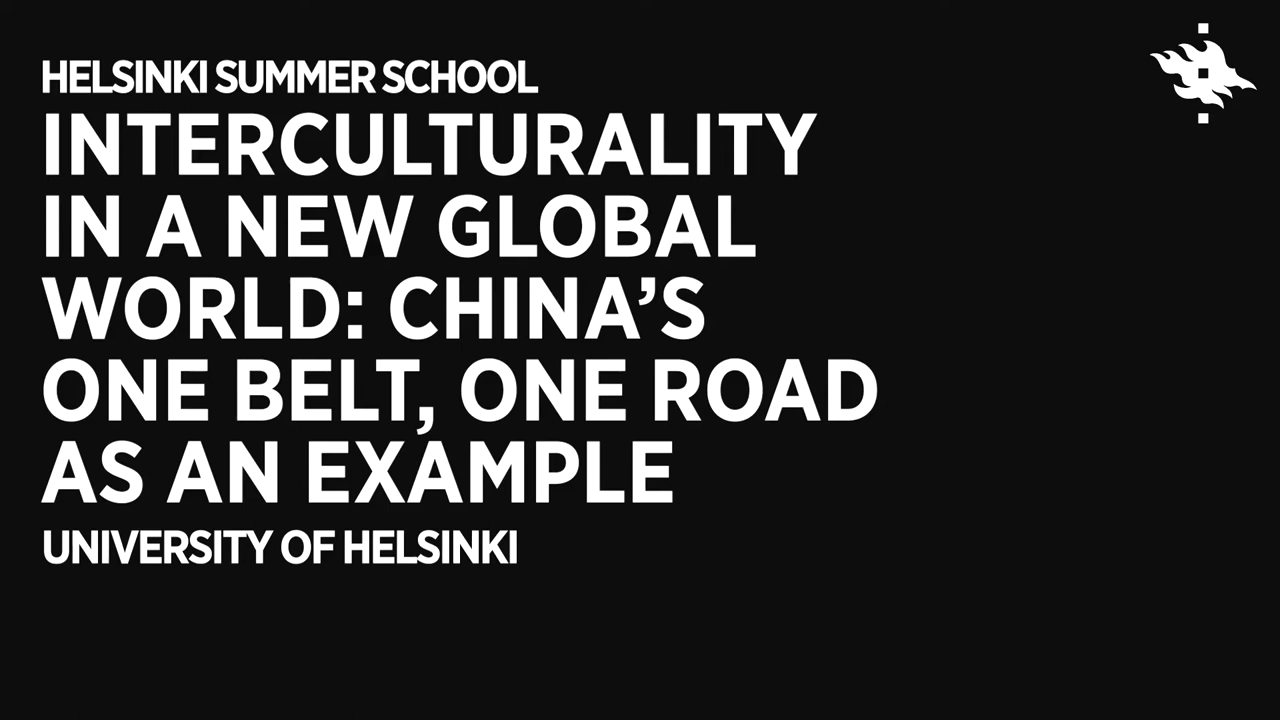 HELSINKI SUMMER SCHOOL
INTERCULTURALITY
IN A NEW GLOBAL
WORLD: CHINA’S
ONE BELT, ONE ROAD
AS AN EXAMPLE
UNIVERSITY OF HELSINKI